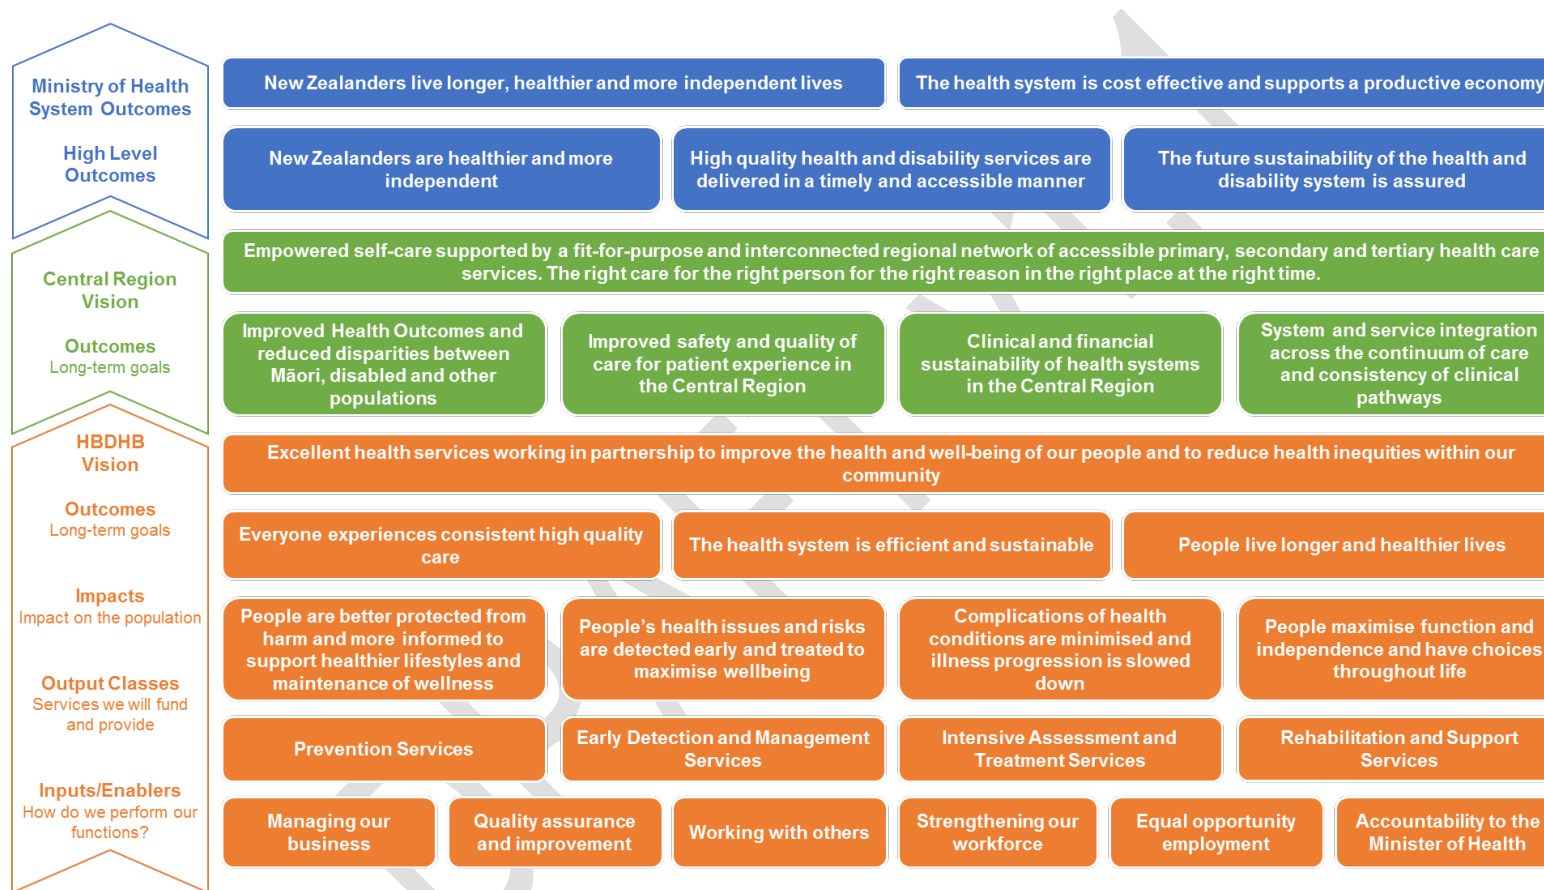 Ministry of Health
System Outcomes
High Level
Outcomes
New Zealanders live longer, healthier and more independent lives
The health system is cost effective and supports a productive economy
New Zealanders are healthier and more
independent
High quality health and disability services are
delivered in a timely and accessible manner
The future sustainability of the health and
disability system is assured
Central Region
Vision
Outcomes
Long-term goals
Empowered self-care supported by a fit-for-purpose and interconnected regional network of accessible primary, secondary and tertiary health care
services. The right care for the right person for the right reason in the right place at the right time.
Improved Health Outcomes and
reduced disparities between
Māori, disabled and other
populations
Improved safety and quality of
care for patient experience in
the Central Region
Clinical and financial
sustainability of health systems
in the Central Region
System and service integration
across the continuum of care
and consistency of clinical
pathways
HBDHB
Vision
Outcomes
Long-term goals
Impacts
Impact on the population
Output Classes
Services we will fund
and provide
Inputs/Enablers
How do we perform our
functions?
Excellent health services working in partnership to improve the health and well-being of our people and to reduce health inequities within our
community
Everyone experiences consistent high quality
care
The health system is efficient and sustainable
People live longer and healthier lives
People are better protected from
harm and more informed to
support healthier lifestyles and
maintenance of wellness
People's health issues and risks
are detected early and treated to
maximise wellbeing
Complications of health
conditions are minimised and
illness progression is slowed
down
People maximise function and
independence and have choices
throughout life
Prevention Services
Early Detection and Management
Services
Intensive Assessment and
Treatment Services
Rehabilitation and Support
Services
Managing our
business
Quality assurance
and improvement
Working with others
Strengthening our
workforce
Equal opportunity
employment
Accountability to the
Minister of Health